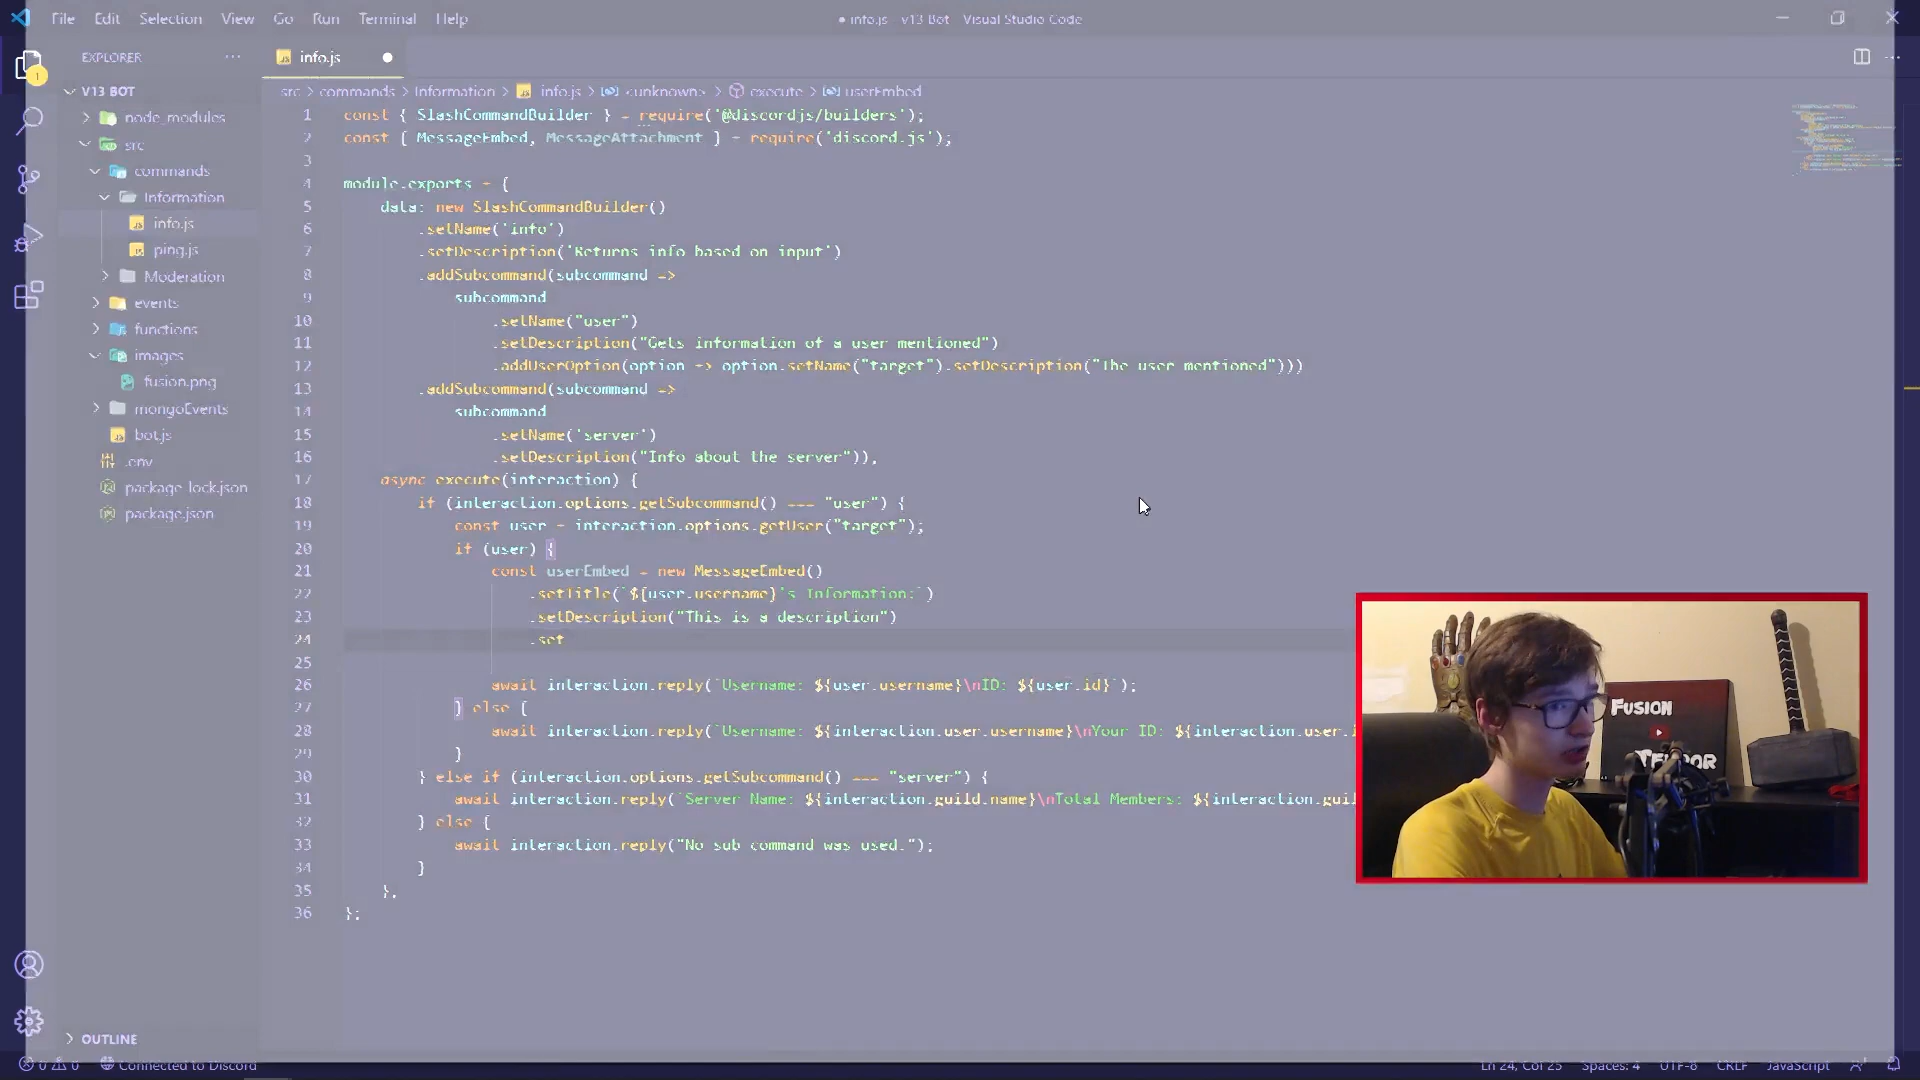 File Edit Selection View Go Run Terminal Help
● info.js - v13 Bot - Visual Studio Code
EXPLORER
info.js
V13 BOT
node_modules
src
commands
Information
info.js
ping.js
Moderation
events
functions
images
fusion.png
mongoEvents
bot.js
.env
package-lock.json
package.json
OUTLINE
1
src > commands > Information > info.js > <unknown> > execute > userEmbed
1 const { SlashCommandBuilder } = require('@discordjs/builders');
2 const { MessageEmbed, MessageAttachment } = require('discord.js');
3
4 module.exports = {
5 data: new SlashCommandBuilder()
6 .setName('info')
7 .setDescription('Returns info based on input')
8 .addSubcommand(subcommand =>
9 subcommand
10 .setName("user")
11 .setDescription("Gets information of a user mentioned")
12 .addUserOption(option => option.setName("target").setDescription("The user mentioned")))
13 .addSubcommand(subcommand =>
14 subcommand
15 .setName('server')
16 .setDescription("Info about the server")),
17 async execute(interaction) {
18 if (interaction.options.getSubcommand() === "user") {
19 const user = interaction.options.getUser("target");
20 if (user) {
21 const userEmbed = new MessageEmbed()
22 .setTitle(`${user.username}'s Information:`)
23 .setDescription("This is a description")
24 .set
25
26 await interaction.reply(`Username: ${user.username}\nID: ${user.id}`);
27 } else {
28 await interaction.reply(`Username: ${interaction.user.username}\nYour ID: ${interaction.user.i
29 }
30 } else if (interaction.options.getSubcommand() === "server") {
31 await interaction.reply(`Server Name: ${interaction.guild.name}\nTotal Members: ${interaction.guil
32 } else {
33 await interaction.reply("No sub command was used.");
34 }
35 },
36 };
Fusion
Terror
0 0 Connected to Discord
Ln 24, Col 25 Spaces: 4 UTF-8 CRLF JavaScript